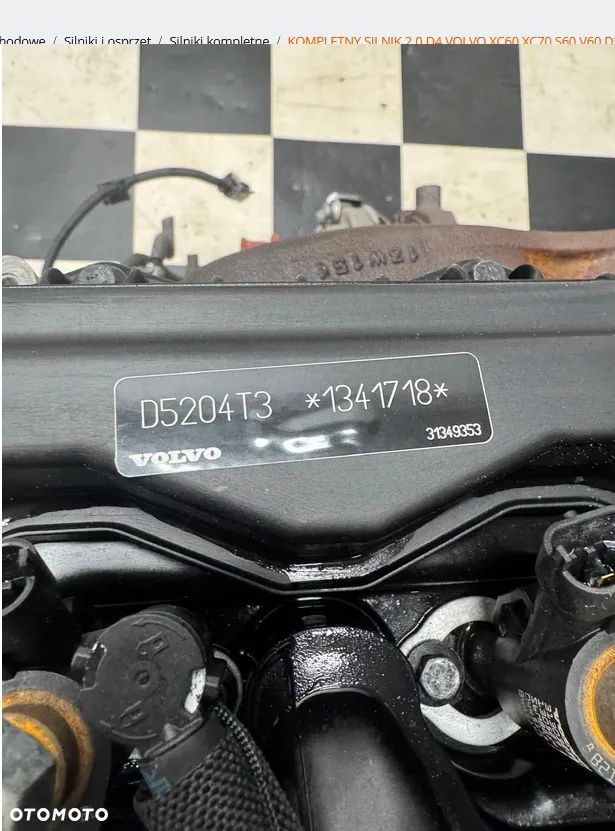 hodowe / Silniki i osprzęt / Silniki kompletne / KOMPLETNY SILNIK 2.0 D4 VOLVO XC60 XC70 S60 V60 D
D5204T3 *1341718*
VOLVO
31349353
OTOMOTO